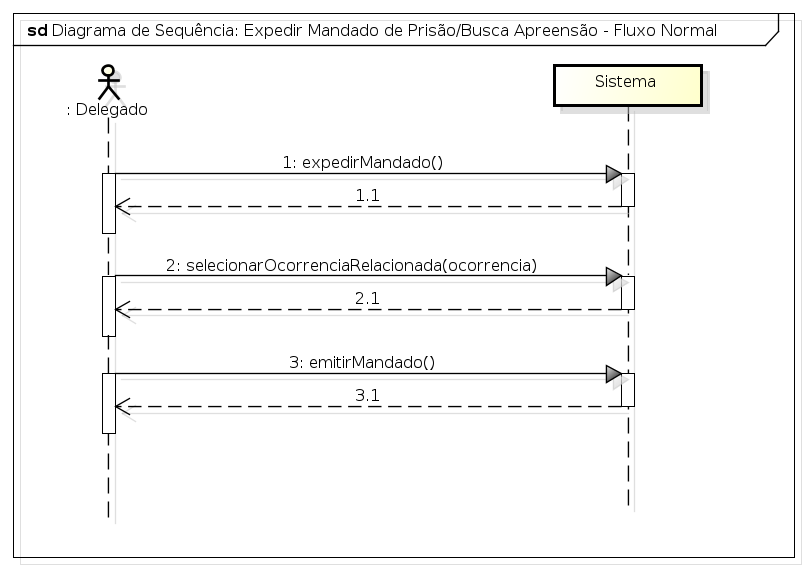 sd Diagrama de Sequência: Expedir Mandado de Prisão/Busca Apreensão - Fluxo Normal
: Delegado
Sistema
1: expedirMandado()
1.1
2: selecionarOcorrenciaRelacionada(ocorrencia)
2.1
3: emitirMandado()
3.1